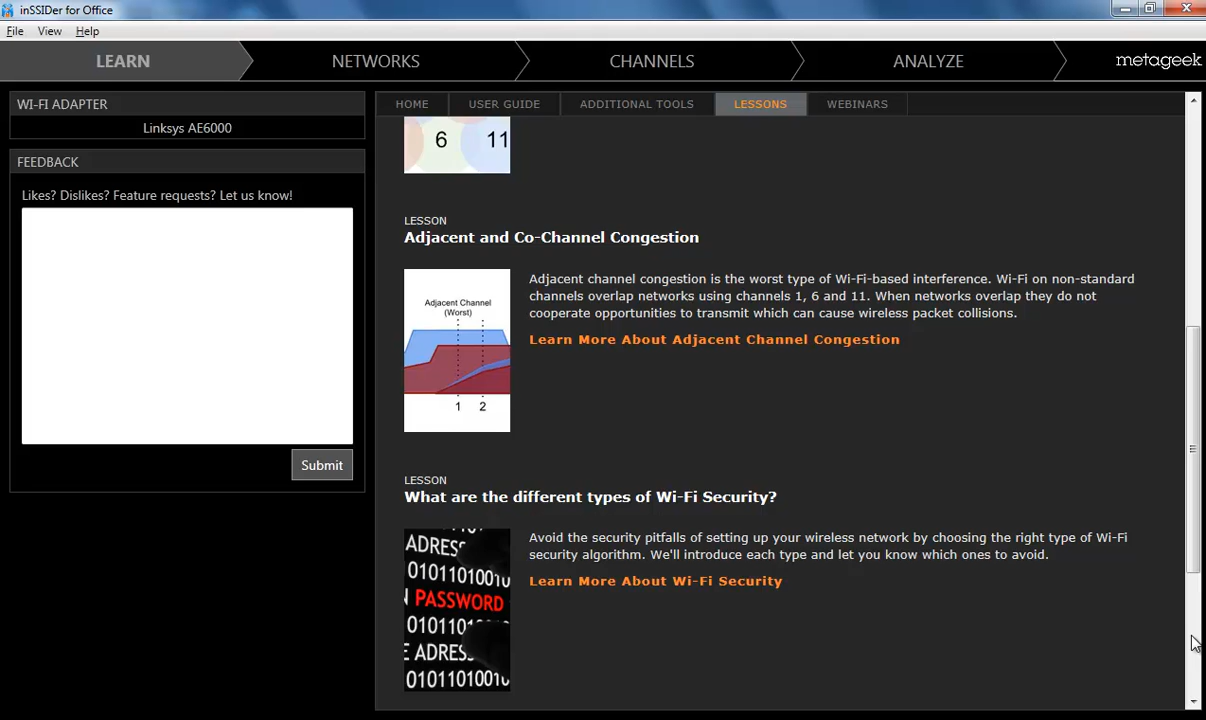 inSSIDer for Office
File View Help
LEARN NETWORKS CHANNELS ANALYZE metageek
WI-FI ADAPTER
Linksys AE6000
FEEDBACK
Likes? Dislikes? Feature requests? Let us know!
Submit
HOME USER GUIDE ADDITIONAL TOOLS LESSONS WEBINARS
6 11
LESSON
Adjacent and Co-Channel Congestion
Adjacent Channel
(Worst)
1 2
Adjacent channel congestion is the worst type of Wi-Fi-based interference. Wi-Fi on non-standard
channels overlap networks using channels 1, 6 and 11. When networks overlap they do not
cooperate opportunities to transmit which can cause wireless packet collisions.
Learn More About Adjacent Channel Congestion
LESSON
What are the different types of Wi-Fi Security?
ADRESS
01011010010
PASSWORD
01011
E ADRES
01011010010
Avoid the security pitfalls of setting up your wireless network by choosing the right type of Wi-Fi
security algorithm. We'll introduce each type and let you know which ones to avoid.
Learn More About Wi-Fi Security